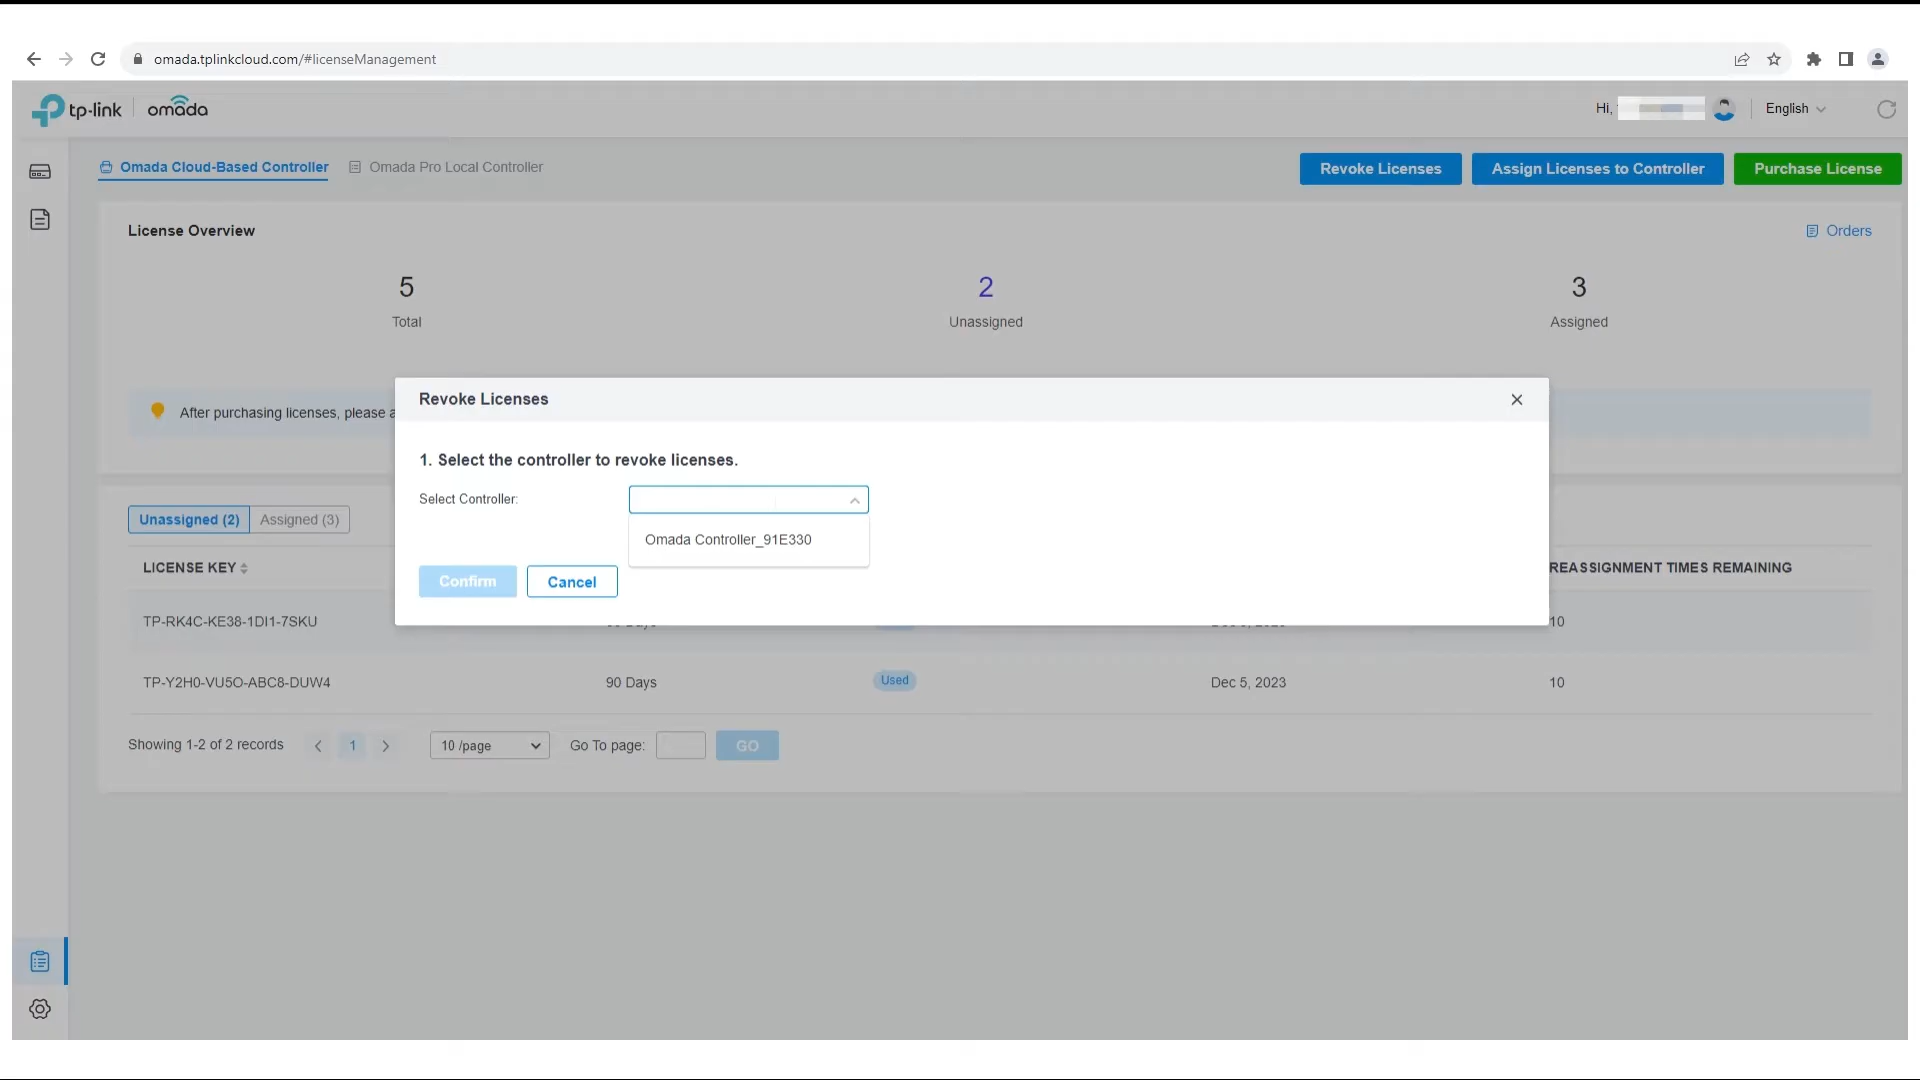 omada.tplinkcloud.com/#licenseManagement
tp-link omada
Hi,
English
Omada Cloud-Based Controller
Omada Pro Local Controller
Revoke Licenses
Assign Licenses to Controller
Purchase License
License Overview
Orders
5
2
3
Total
Unassigned
Assigned
After purchasing licenses, please a
Revoke Licenses
1. Select the controller to revoke licenses.
Select Controller:
Omada Controller_91E330
Confirm
Cancel
Unassigned (2)
Assigned (3)
LICENSE KEY
REASSIGNMENT TIMES REMAINING
TP-RK4C-KE38-1DI1-7SKU
10
TP-Y2H0-VU5O-ABC8-DUW4 90 Days Used Dec 5, 2023 10
Showing 1-2 of 2 records
1
10 /page
Go To page:
GO